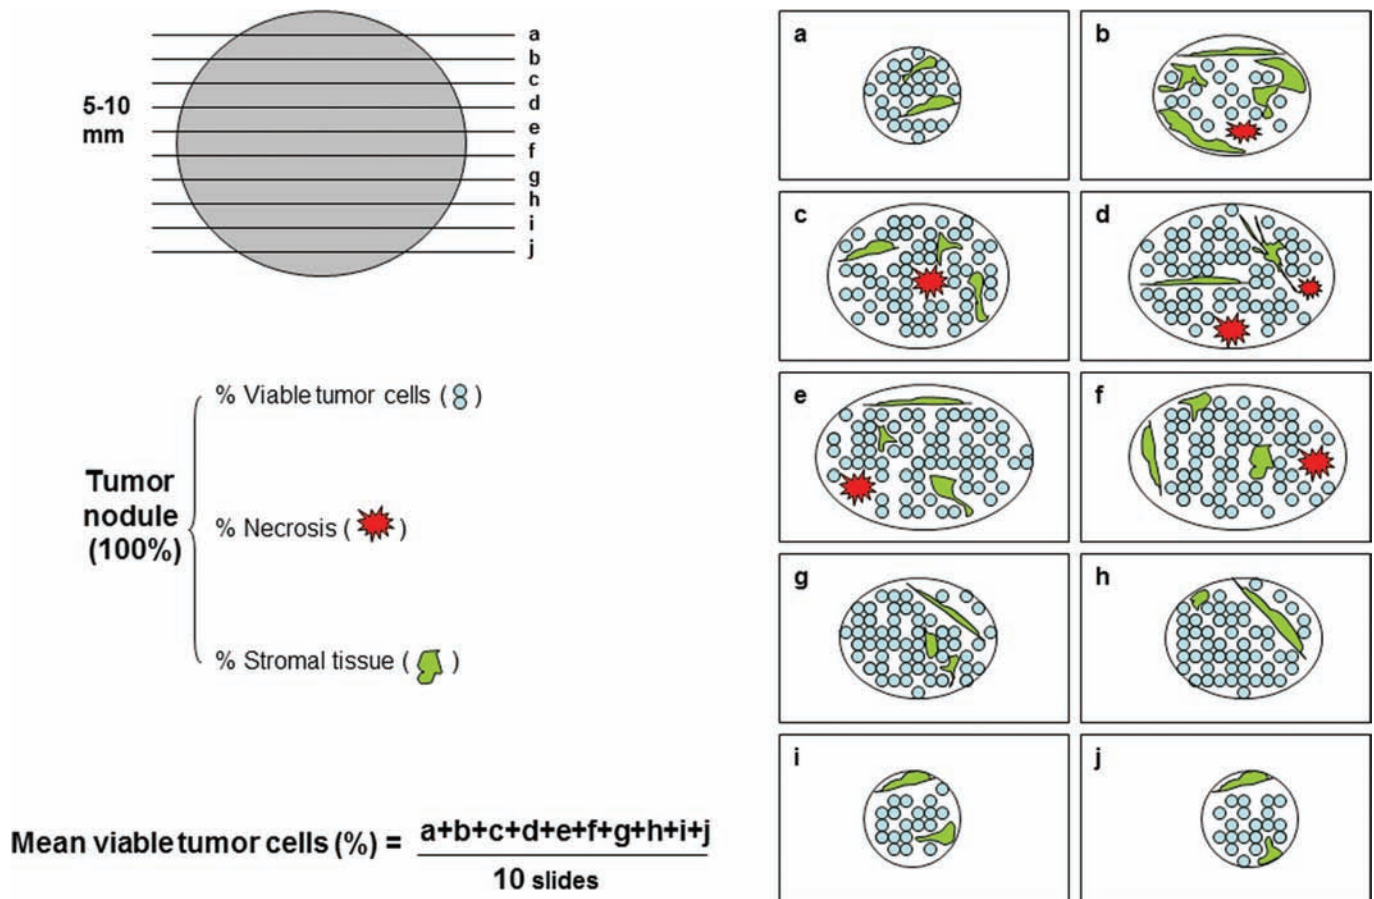 a
b
c
d
e
f
g
h
i
j
5-10
mm
% Viable tumor cells ( )
Tumor
nodule
(100%)
% Necrosis ( )
% Stromal tissue ( )
Mean viable tumor cells (%) = a+b+c+d+e+f+g+h+i+j
10 slides
a
b
c
d
e
f
g
h
i
j